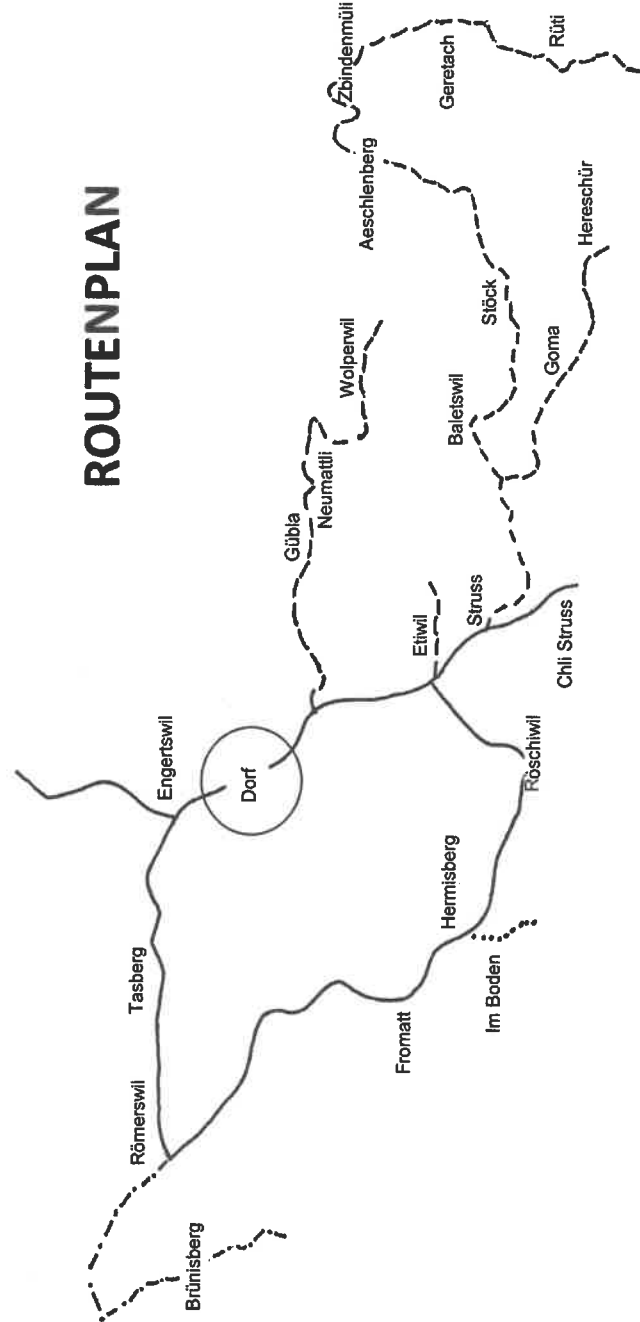 ROUTENPLAN
Zbindenmüli
Geretach
Rüti
Aeschlenberg
Hereschür
Stöck
Goma
Wolperwil
Baletswil
Neumattli
Gübla
Etiwil
Struss
Chli Struss
Engertswil
Dorf
Röschiwil
Hermisberg
Tasberg
Im Boden
Fromatt
Römerswil
Brünisberg